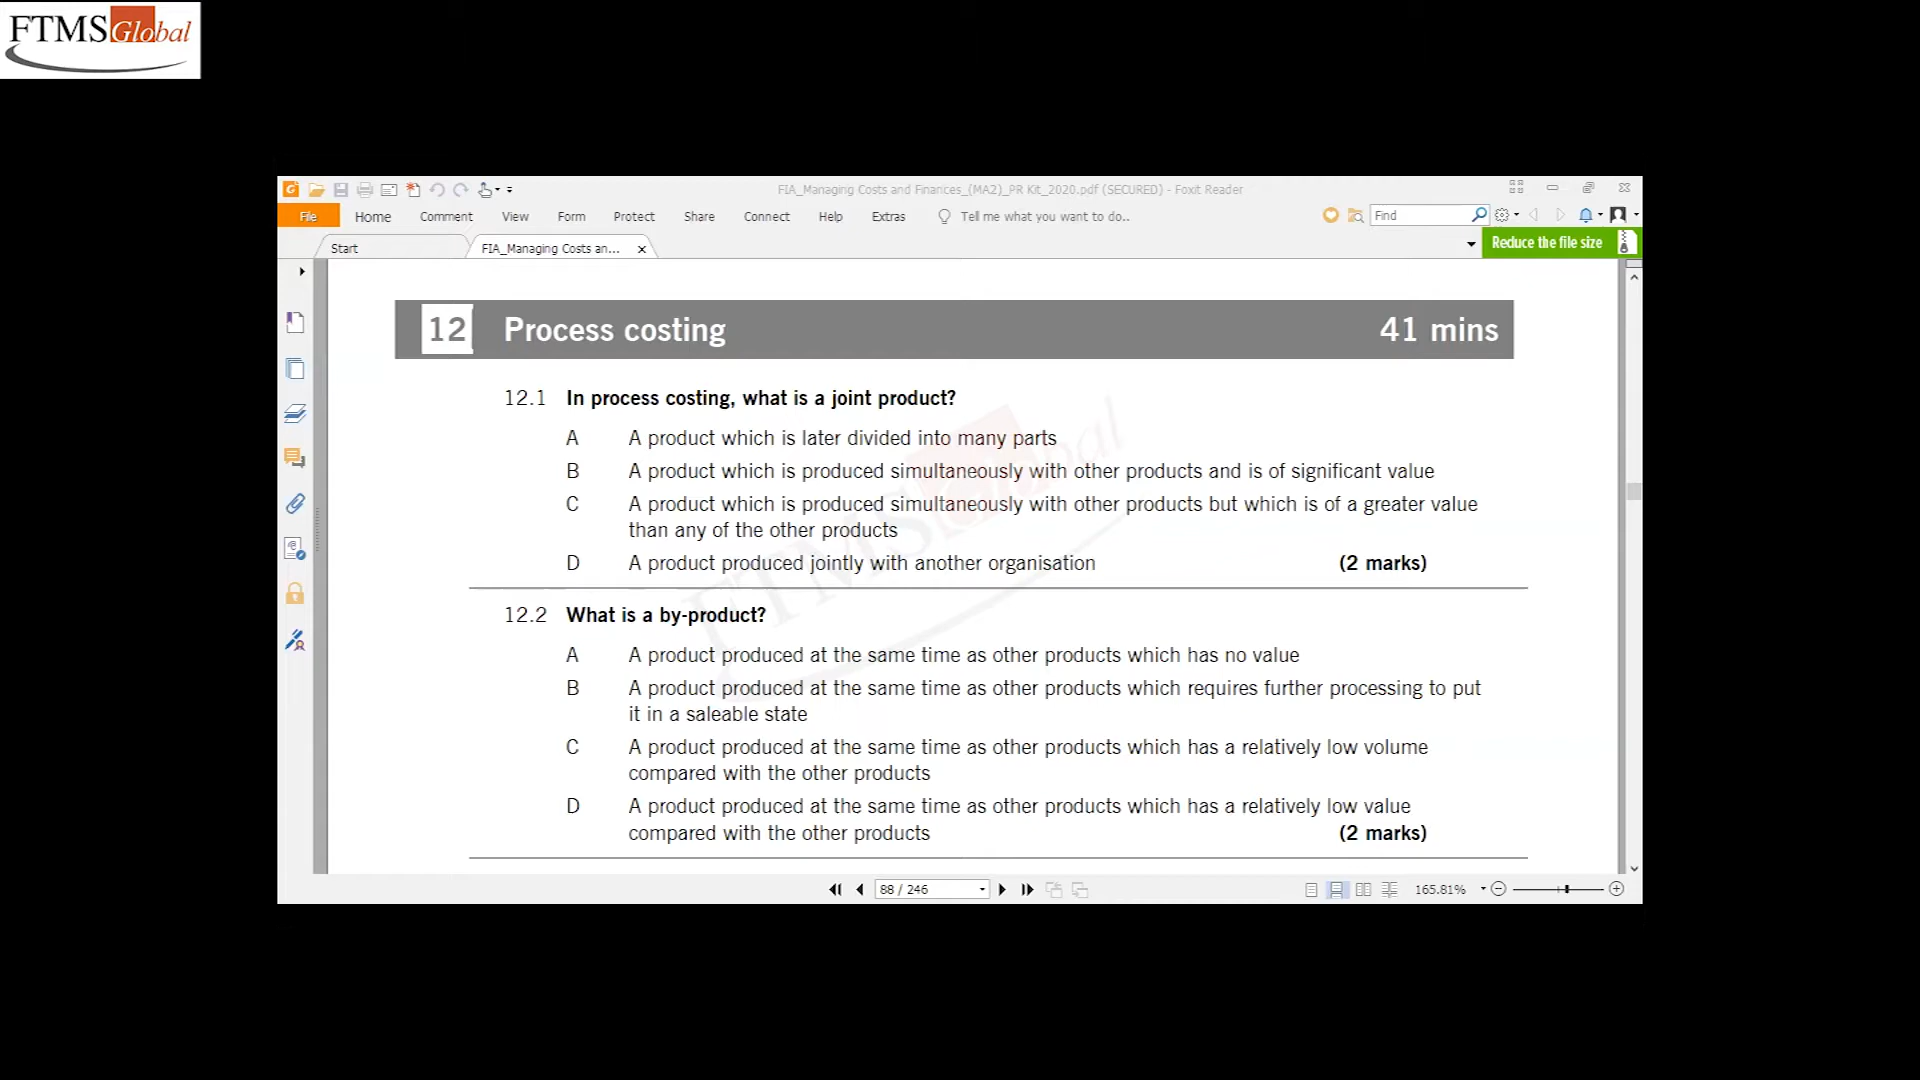 FTMSGlobal
FIA_Managing Costs and Finances_(MA2)_PR Kit_2020.pdf (SECURED) - Foxit Reader
File Home Comment View Form Protect Share Connect Help Extras Tell me what you want to do.. Find
Start FIA_Managing Costs an... Reduce the file size
12 Process costing 41 mins
12.1 In process costing, what is a joint product?
A A product which is later divided into many parts
B A product which is produced simultaneously with other products and is of significant value
C A product which is produced simultaneously with other products but which is of a greater value
than any of the other products
D A product produced jointly with another organisation (2 marks)
FTMSGlobal
12.2 What is a by-product?
A A product produced at the same time as other products which has no value
B A product produced at the same time as other products which requires further processing to put
it in a saleable state
C A product produced at the same time as other products which has a relatively low volume
compared with the other products
D A product produced at the same time as other products which has a relatively low value
compared with the other products (2 marks)
88 / 246 165.81%